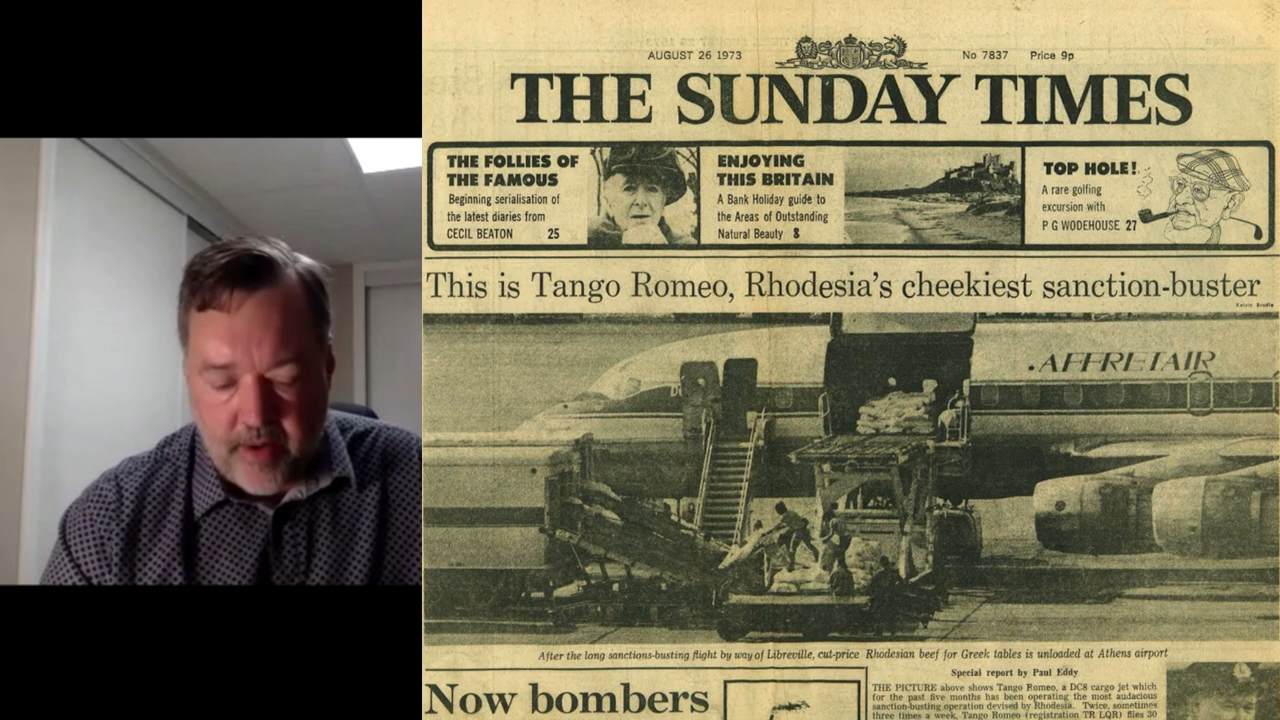 AUGUST 26 1973
No 7837 Price 9p
THE SUNDAY TIMES
THE FOLLIES OF
THE FAMOUS
Beginning serialisation of
the latest diaries from
CECIL BEATON 25
ENJOYING
THIS BRITAIN
A Bank Holiday guide to
the Areas of Outstanding
Natural Beauty 8
TOP HOLE!
A rare golfing
excursion with
P G WODEHOUSE 27
This is Tango Romeo, Rhodesia's cheekiest sanction-buster
Kelvin Brodie
AFFRETAIR
After the long sanctions-busting flight by way of Libreville, cut-price Rhodesian beef for Greek tables is unloaded at Athens airport
Now bombers
Special report by Paul Eddy
THE PICTURE above shows Tango Romeo, a DC8 cargo jet which
for the past five months has been operating the most audacious
sanction-busting operation devised by Rhodesia. Twice, sometimes
three times a week, Tango Romeo (registration TR LQR) flies 30